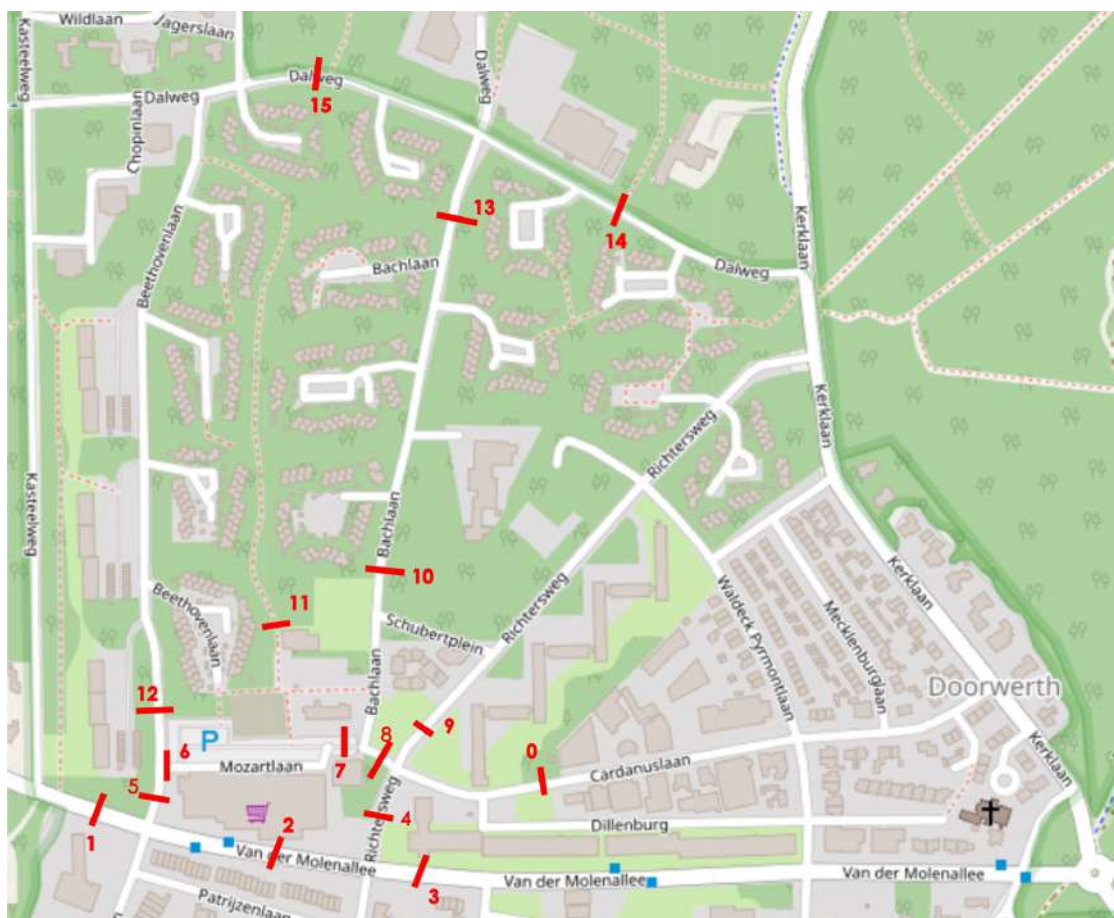 Wildlaan
Jagerslaan
Kasteelweg
Dalweg
15
Dalweg
Dalweg
Chopinlaan
13
14
Kerklaan
Beethovenlaan
Bachlaan
Dalweg
Kerklaan
Richtersweg
Kasteelweg
Bachlaan
10
Richtersweg
Kerklaan
Beethovenlaan
11
Schubertplein
Waldeck Pyrmontlaan
Mecklenburglaan
Doorwerth
12
Bachlaan
9
6
P
7
8
0
Mozartlaan
Cardanuslaan
Kerklaan
5
1
2
4
Richtersweg
Dillenburg
Van der Molenallee
3
Van der Molenallee
Van der Molenallee
Patrijzenlaan